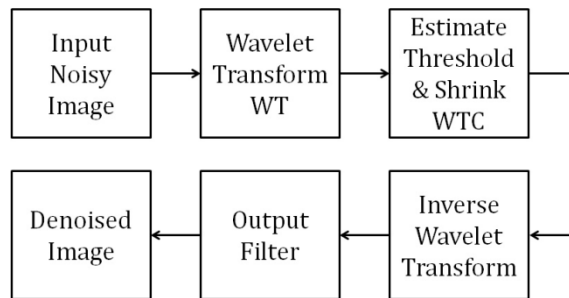 Input
Noisy
Image
Wavelet
Transform
WT
Estimate
Threshold
& Shrink
WTC
Denoised
Image
Output
Filter
Inverse
Wavelet
Transform